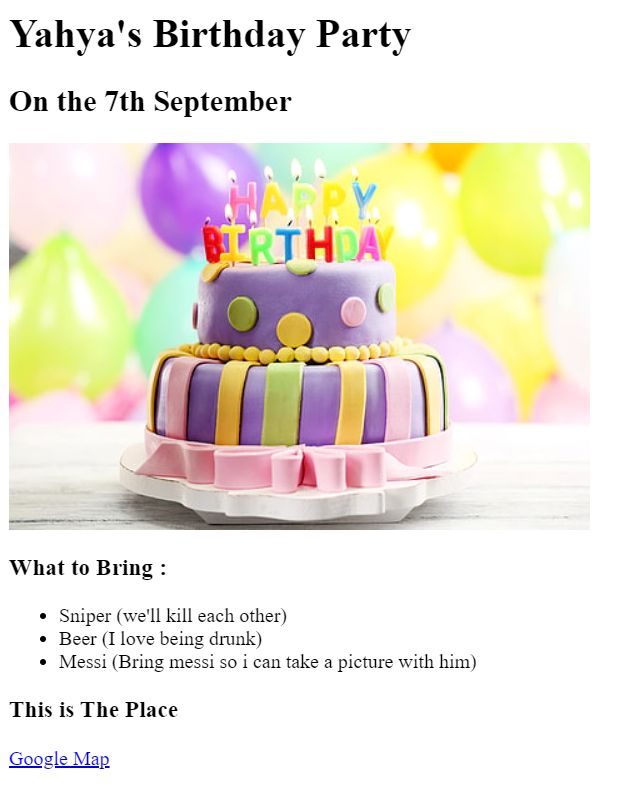 Yahya's Birthday Party
On the 7th September
HAPPY
BIRTHDAY
What to Bring :
Sniper (we'll kill each other)
Beer (I love being drunk)
Messi (Bring messi so i can take a picture with him)
This is The Place
Google Map